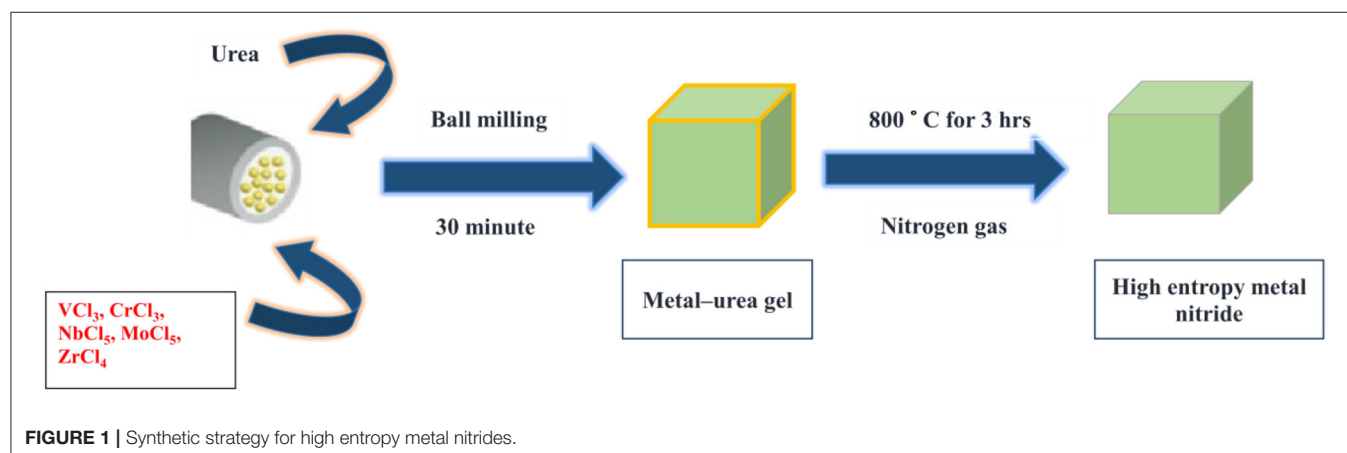 Urea
VCl₃, CrCl₃,
NbCl₅, MoCl₅,
ZrCl₄
Ball milling
30 minute
Metal–urea gel
800 ° C for 3 hrs
Nitrogen gas
High entropy metal
nitride
FIGURE 1 | Synthetic strategy for high entropy metal nitrides.